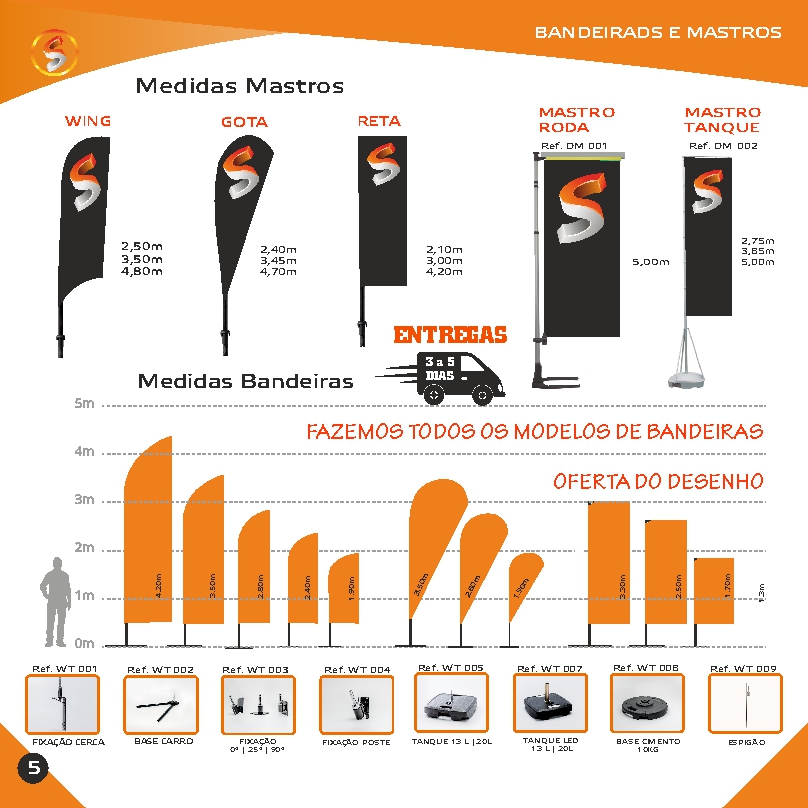 BANDEIRADS E MASTROS
Medidas Mastros
WING
GOTA
RETA
MASTRO
RODA
Ref. DM 001
MASTRO
TANQUE
Ref. DM 002
2,50m
3,50m
4,80m
2,40m
3,45m
4,70m
2,10m
3,00m
4,20m
5,00m
2,75m
3,85m
5,00m
ENTREGAS
3 a 5
DIAS
Medidas Bandeiras
5m
FAZEMOS TODOS OS MODELOS DE BANDEIRAS
4m
OFERTA DO DESENHO
3m
2m
1m
0m
4.20m
3.50m
2.80m
2.40m
1.90m
3.50m
2.80m
1.90m
3.30m
2.50m
1.70m
1.3m
Ref. WT 001
Ref. WT 002
Ref. WT 003
Ref. WT 004
Ref. WT 005
Ref. WT 007
Ref. WT 008
Ref. WT 009
FIXAÇÃO CERCA
BASE CARRO
FIXAÇÃO
0° | 25° | 90°
FIXAÇÃO POSTE
TANQUE 13 L | 20L
TANQUE LED
13 L | 20L
BASE CIMENTO
10KG
ESPIGÃO
5